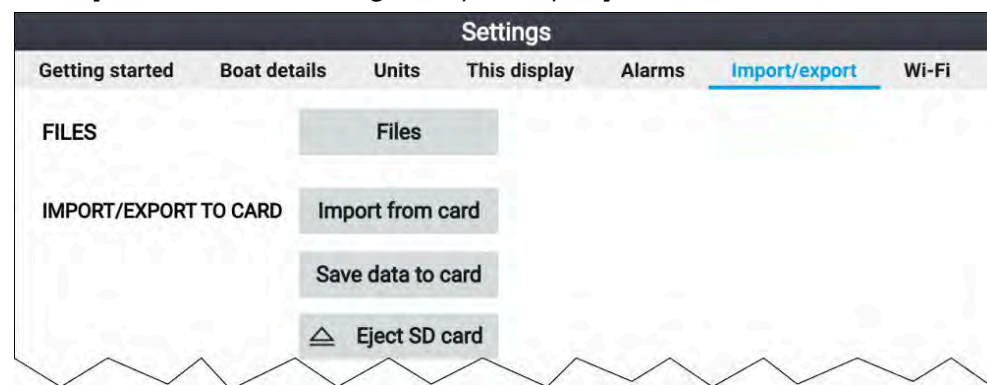 Settings
Getting started Boat details Units This display Alarms Import/export Wi-Fi
FILES Files
IMPORT/EXPORT TO CARD Import from card
Save data to card
Eject SD card